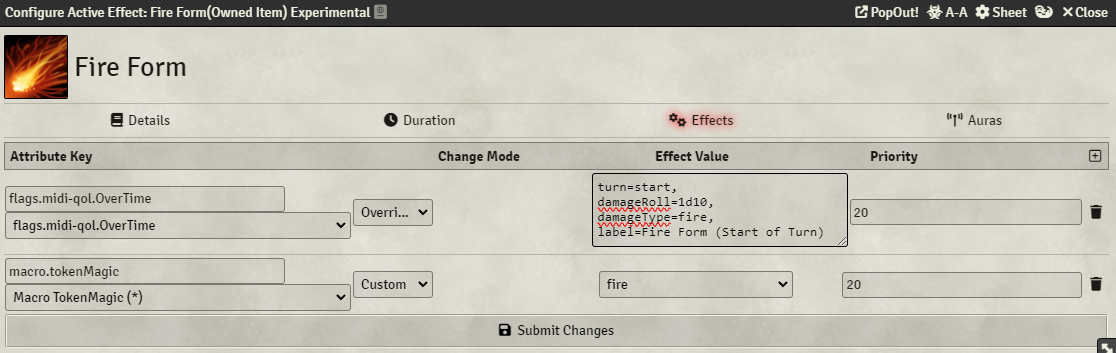 Configure Active Effect: Fire Form(Owned Item) Experimental PopOut! A-A Sheet Close
Fire Form
Details Duration Effects Auras
Attribute Key Change Mode Effect Value Priority
flags.midi-qol.OverTime
flags.midi-qol.OverTime
Overri...
turn=start,
damageRoll=1d10,
damageType=fire,
label=Fire Form (Start of Turn)
20
macro.tokenMagic
Macro TokenMagic (*)
Custom
fire
20
Submit Changes